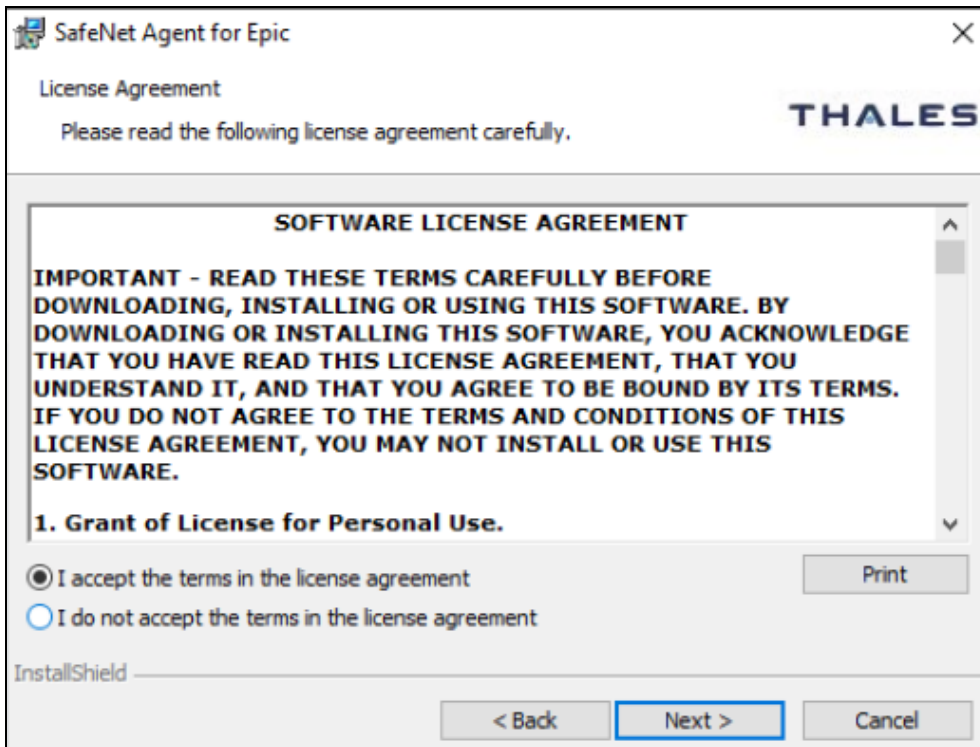 SafeNet Agent for Epic
License Agreement
Please read the following license agreement carefully.
THALES
SOFTWARE LICENSE AGREEMENT
IMPORTANT - READ THESE TERMS CAREFULLY BEFORE
DOWNLOADING, INSTALLING OR USING THIS SOFTWARE. BY
DOWNLOADING OR INSTALLING THIS SOFTWARE, YOU ACKNOWLEDGE
THAT YOU HAVE READ THIS LICENSE AGREEMENT, THAT YOU
UNDERSTAND IT, AND THAT YOU AGREE TO BE BOUND BY ITS TERMS.
IF YOU DO NOT AGREE TO THE TERMS AND CONDITIONS OF THIS
LICENSE AGREEMENT, YOU MAY NOT INSTALL OR USE THIS
SOFTWARE.
1. Grant of License for Personal Use.
I accept the terms in the license agreement
Print
I do not accept the terms in the license agreement
InstallShield
< Back
Next >
Cancel